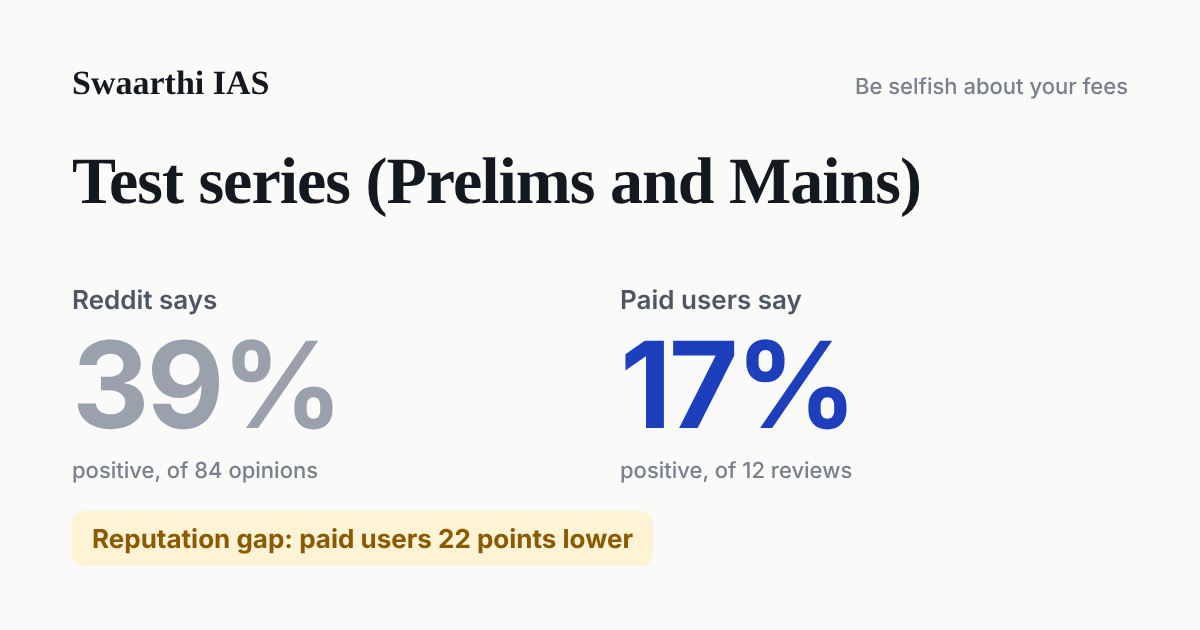 Swaarthi IAS
Be selfish about your fees
Test series (Prelims and Mains)
Reddit says
39%
positive, of 84 opinions
Paid users say
17%
positive, of 12 reviews
Reputation gap: paid users 22 points lower